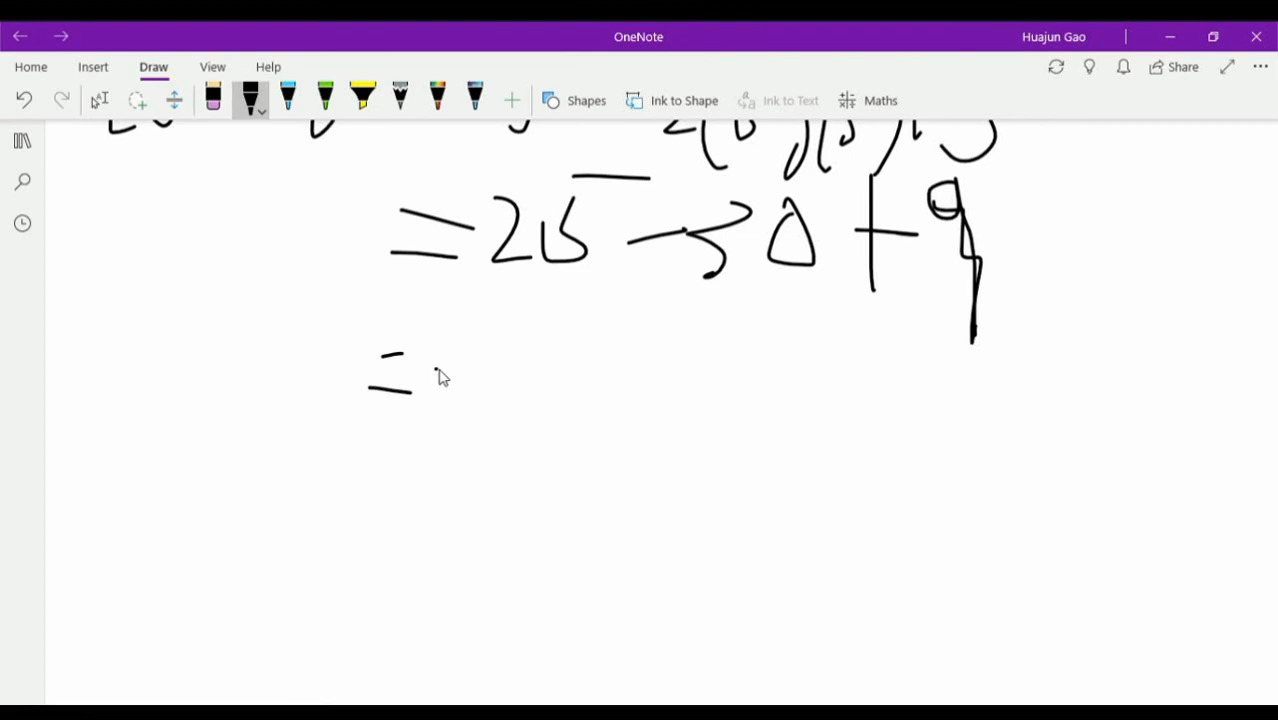 OneNote
Huajun Gao
Home Insert Draw View Help
Share
Shapes Ink to Shape Ink to Text Maths
= 25 - 30 + 9
=